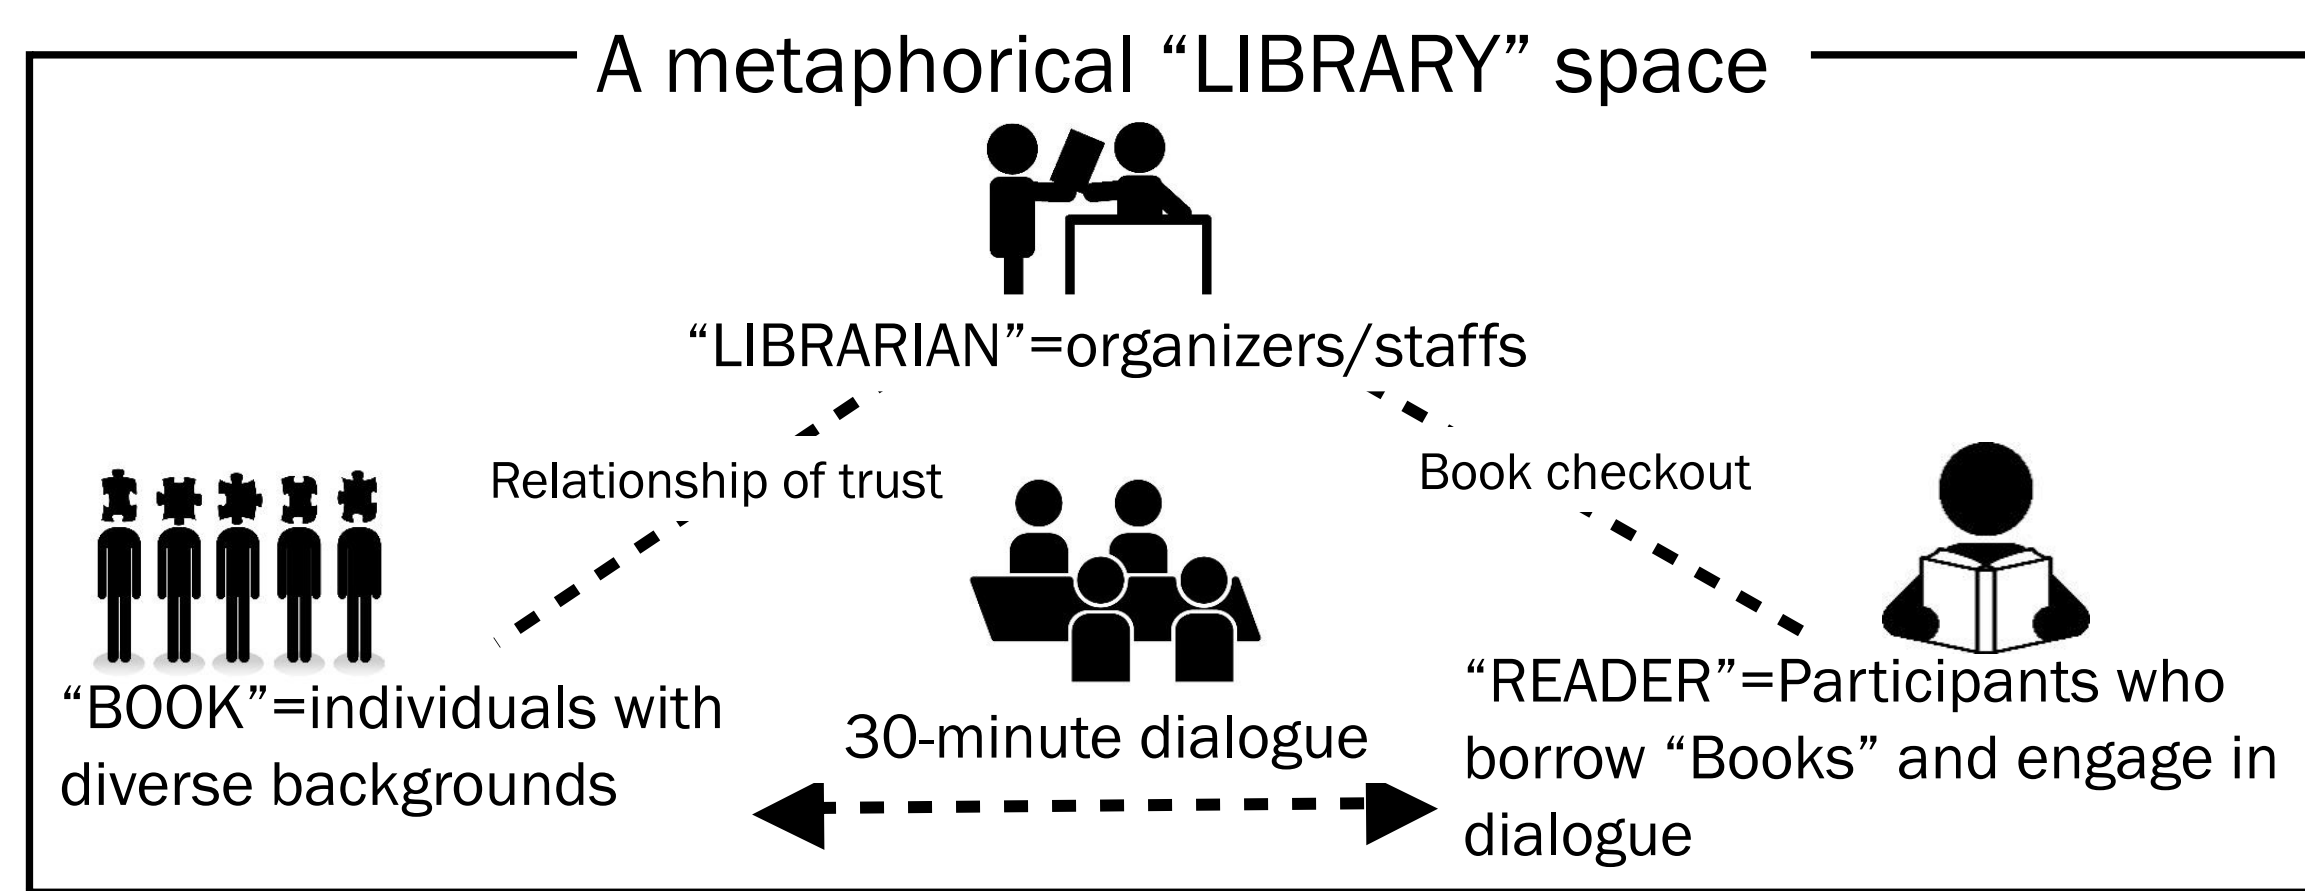 A metaphorical “LIBRARY” space
“LIBRARIAN”=organizers/staffs
Relationship of trust
Book checkout
“BOOK”=individuals with
diverse backgrounds
30-minute dialogue
“READER”=Participants who
borrow “Books” and engage in
dialogue